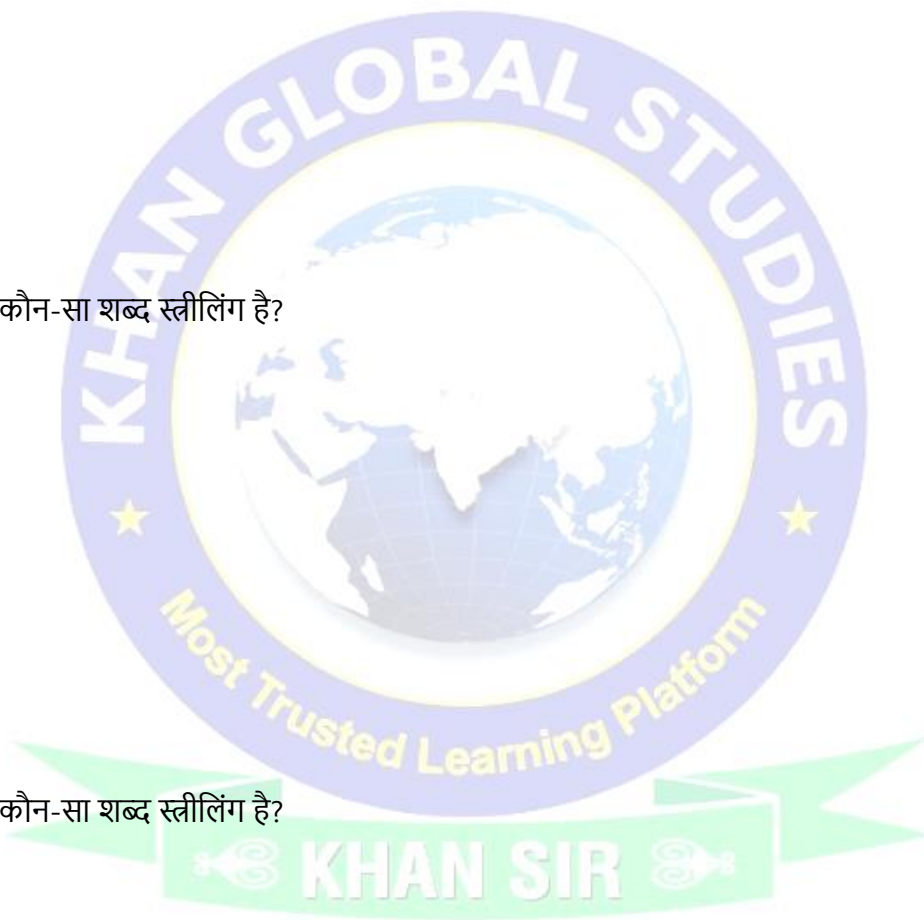 KHAN GLOBAL STUDIES
कौन-सा शब्द स्त्रीलिंग है?
Most Trusted Learning Platform
कौन-सा शब्द स्त्रीलिंग है?
KHAN SIR